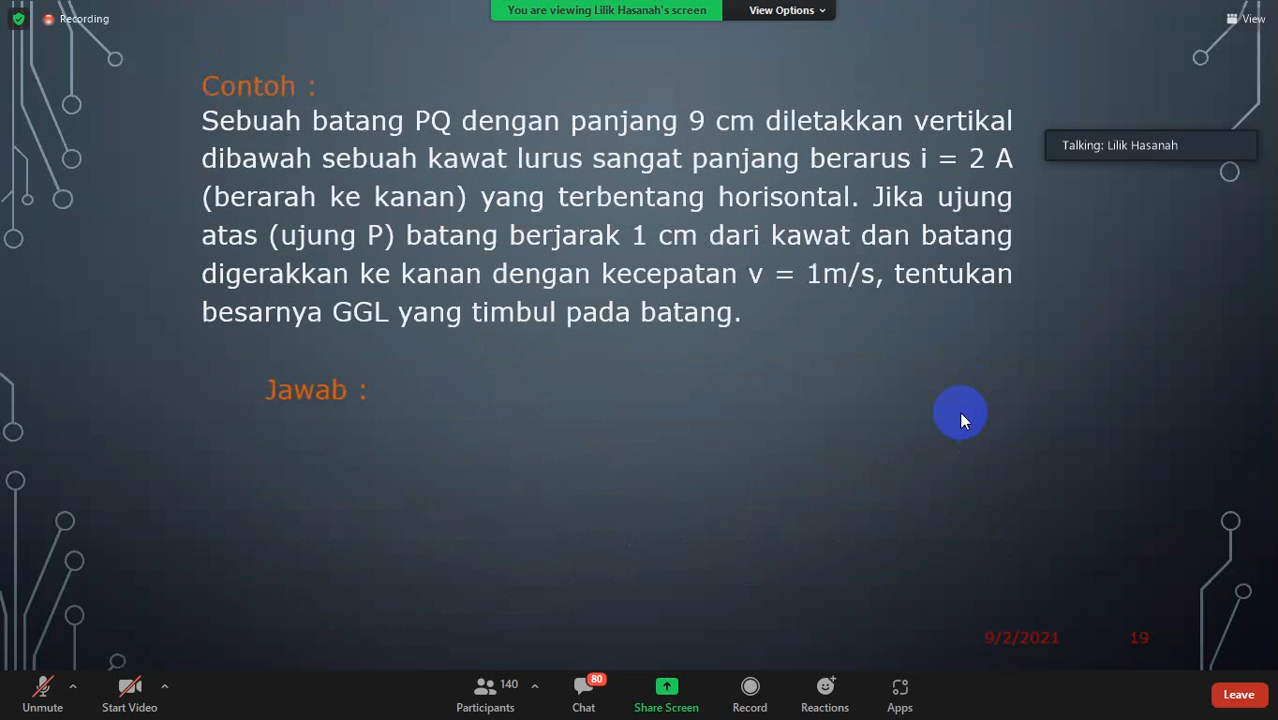 Recording
You are viewing Lilik Hasanah's screen
View Options
View
Contoh :
Sebuah batang PQ dengan panjang 9 cm diletakkan vertikal
dibawah sebuah kawat lurus sangat panjang berarus i = 2 A
(berarah ke kanan) yang terbentang horisontal. Jika ujung
atas (ujung P) batang berjarak 1 cm dari kawat dan batang
digerakkan ke kanan dengan kecepatan v = 1m/s, tentukan
besarnya GGL yang timbul pada batang.
Talking: Lilik Hasanah
Jawab :
9/2/2021 19
Unmute
Start Video
140
Participants
80
Chat
Share Screen
Record
Reactions
Apps
Leave